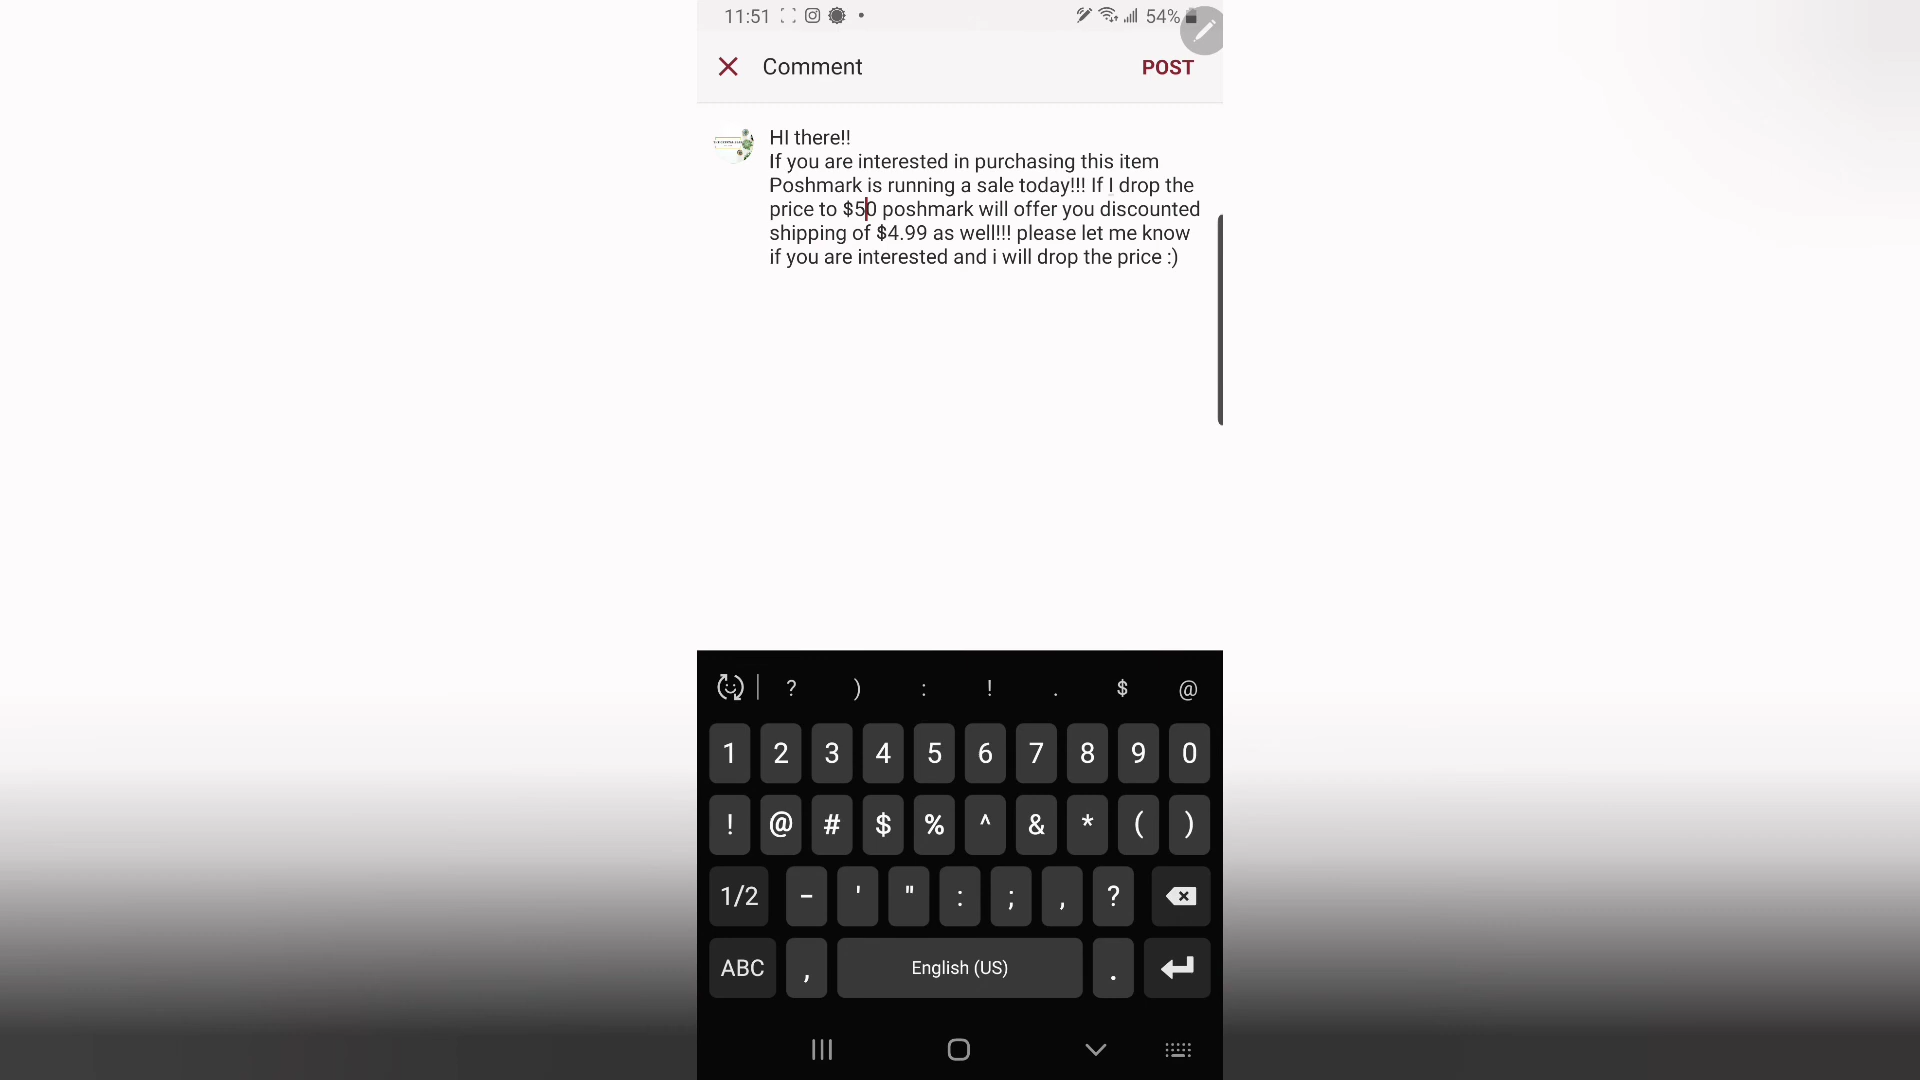 11:51
54%
Comment
POST
HI there!!
If you are interested in purchasing this item
Poshmark is running a sale today!!! If I drop the
price to $50 poshmark will offer you discounted
shipping of $4.99 as well!!! please let me know
if you are interested and i will drop the price :)
? ) : ! . $ @
1 2 3 4 5 6 7 8 9 0
! @ # $ % ^ & * ( )
1/2 - ' " : ; , ?
ABC , English (US) .